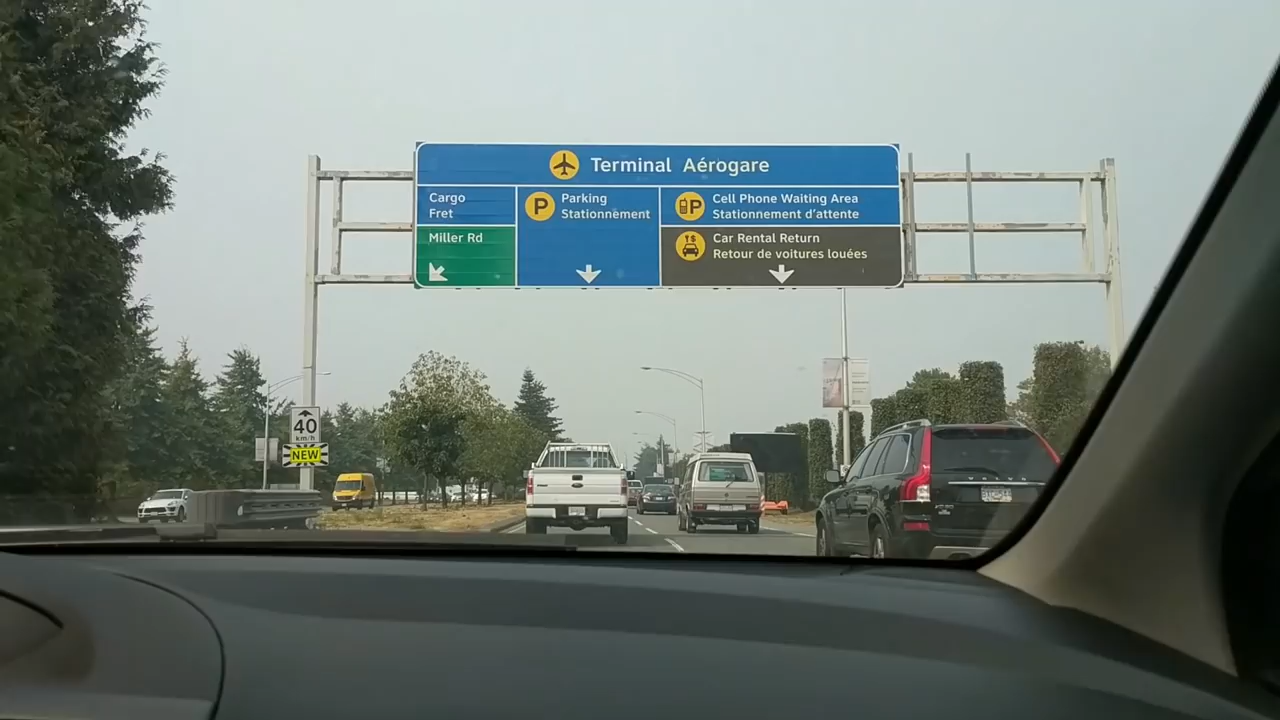 Terminal Aérogare
Cargo
Fret
Miller Rd
P Parking
Stationnement
P Cell Phone Waiting Area
Stationnement d'attente
Car Rental Return
Retour de voitures louées
40
km/h
NEW
VOLVO